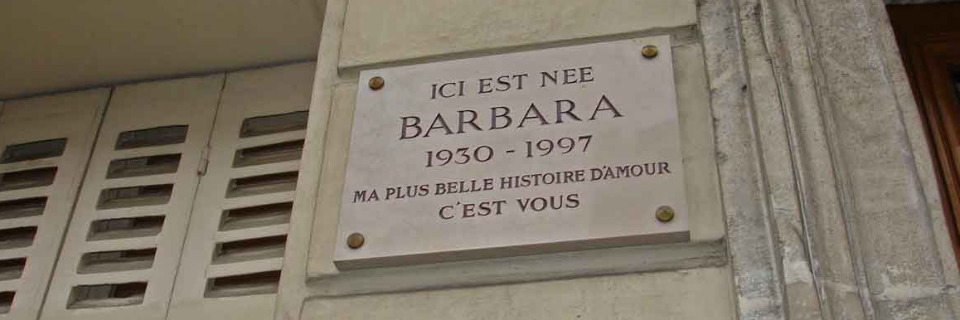 ICI EST NEE
BARBARA
1930 - 1997
MA PLUS BELLE HISTOIRE D'AMOUR
C'EST VOUS